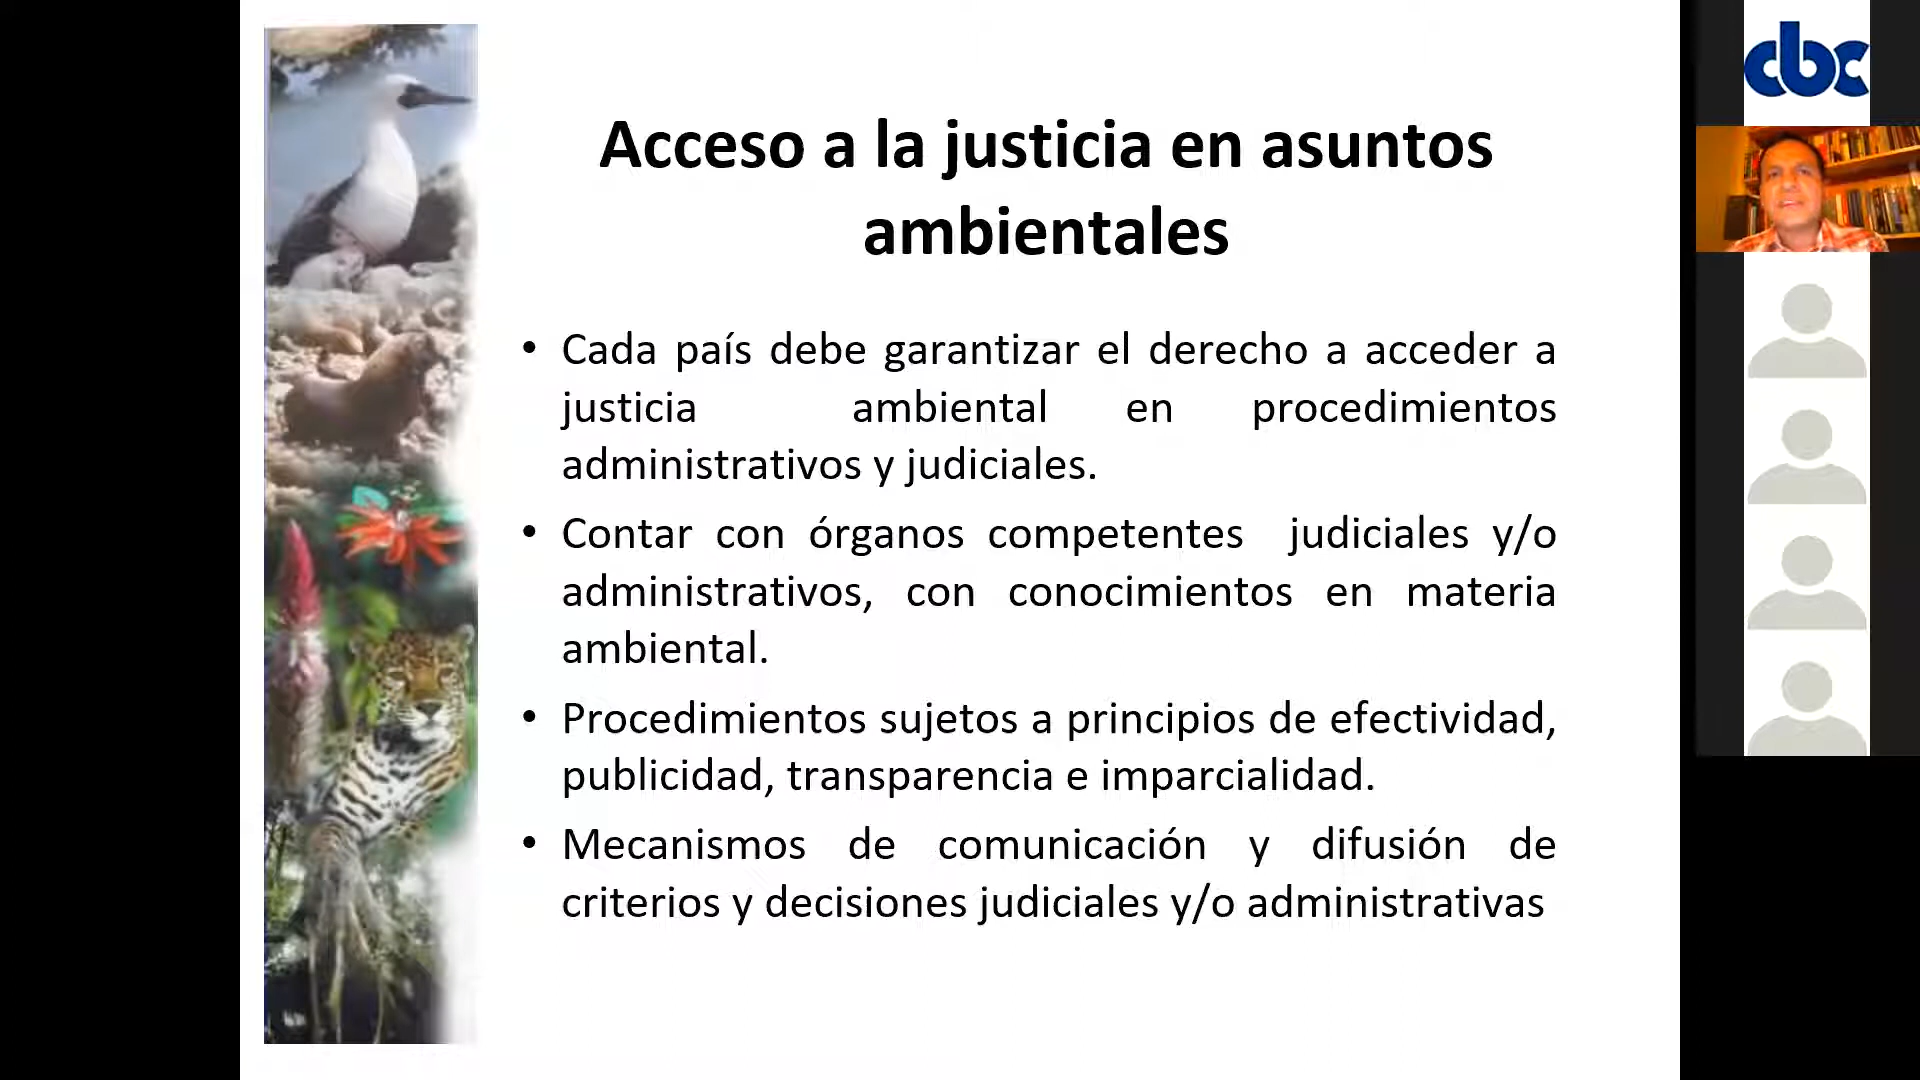 Acceso a la justicia en asuntos
ambientales
• Cada país debe garantizar el derecho a acceder a
justicia ambiental en procedimientos
administrativos y judiciales.
• Contar con órganos competentes judiciales y/o
administrativos, con conocimientos en materia
ambiental.
• Procedimientos sujetos a principios de efectividad,
publicidad, transparencia e imparcialidad.
• Mecanismos de comunicación y difusión de
criterios y decisiones judiciales y/o administrativas
cbc